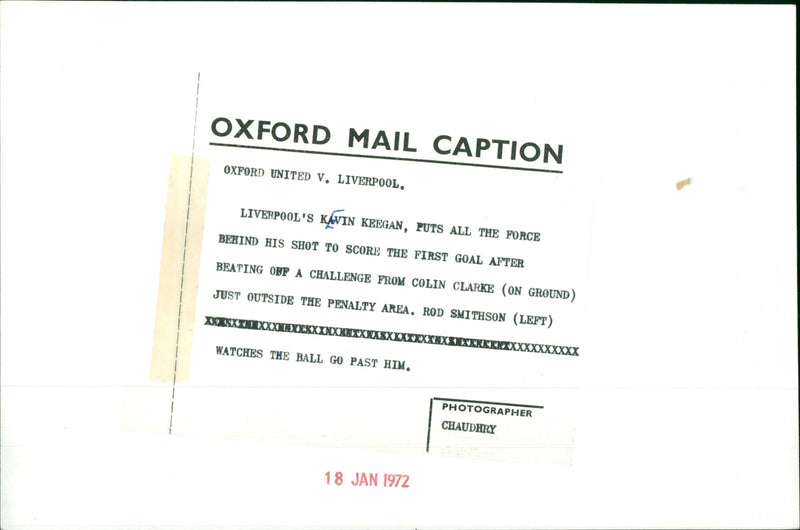 OXFORD MAIL CAPTION
OXFORD UNITED V. LIVERPOOL.
LIVERPOOL'S KEVIN KEEGAN, PUTS ALL THE FORCE
BEHIND HIS SHOT TO SCORE THE FIRST GOAL AFTER
BEATING OFF A CHALLENGE FROM COLIN CLARKE (ON GROUND)
JUST OUTSIDE THE PENALTY AREA. ROD SMITHSON (LEFT)
WATCHES THE BALL GO PAST HIM.
PHOTOGRAPHER
CHAUDHRY
18 JAN 1972